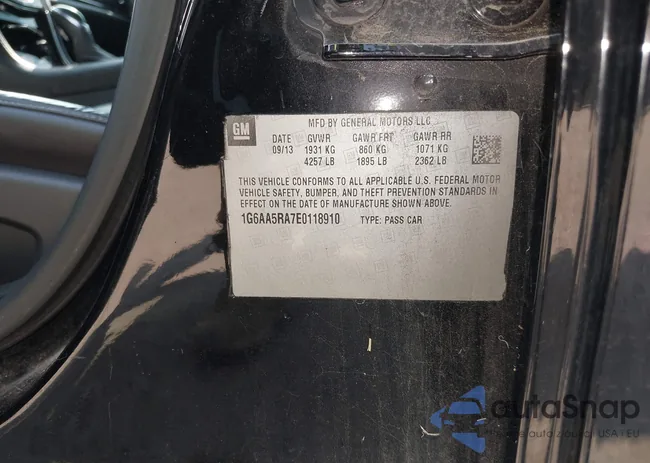 GM
MFD BY GENERAL MOTORS LLC
DATE GVWR GAWR FRT GAWR RR
09/13 1931 KG 860 KG 1071 KG
4257 LB 1895 LB 2362 LB
THIS VEHICLE CONFORMS TO ALL APPLICABLE U.S. FEDERAL MOTOR
VEHICLE SAFETY, BUMPER, AND THEFT PREVENTION STANDARDS IN
EFFECT ON THE DATE OF MANUFACTURE SHOWN ABOVE.
1G6AA5RA7E0118910 TYPE: PASS CAR
autoSnap
USA I EU